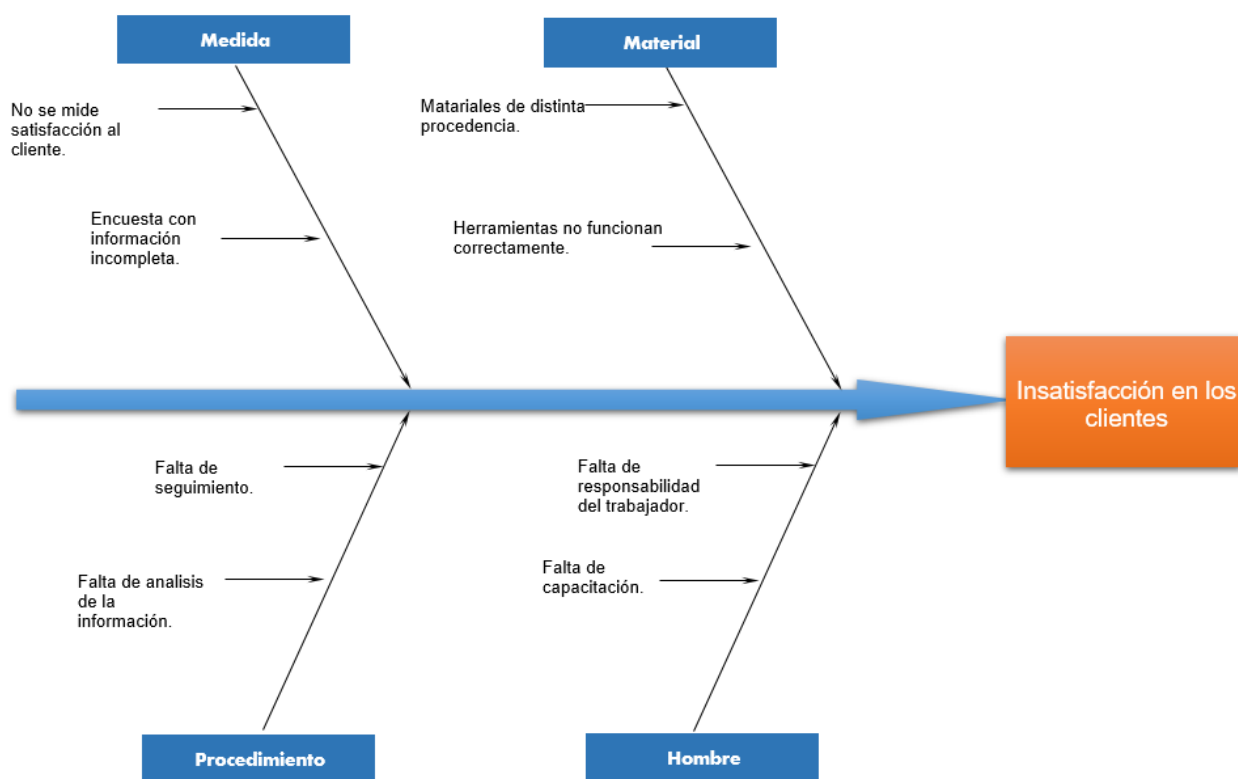 Medida
Material
No se mide
satisfacción al
cliente.
Matariales de distinta
procedencia.
Encuesta con
información
incompleta.
Herramientas no funcionan
correctamente.
Insatisfacción en los
clientes
Falta de
seguimiento.
Falta de
responsabilidad
del trabajador.
Falta de analisis
de la
información.
Falta de
capacitación.
Procedimiento
Hombre